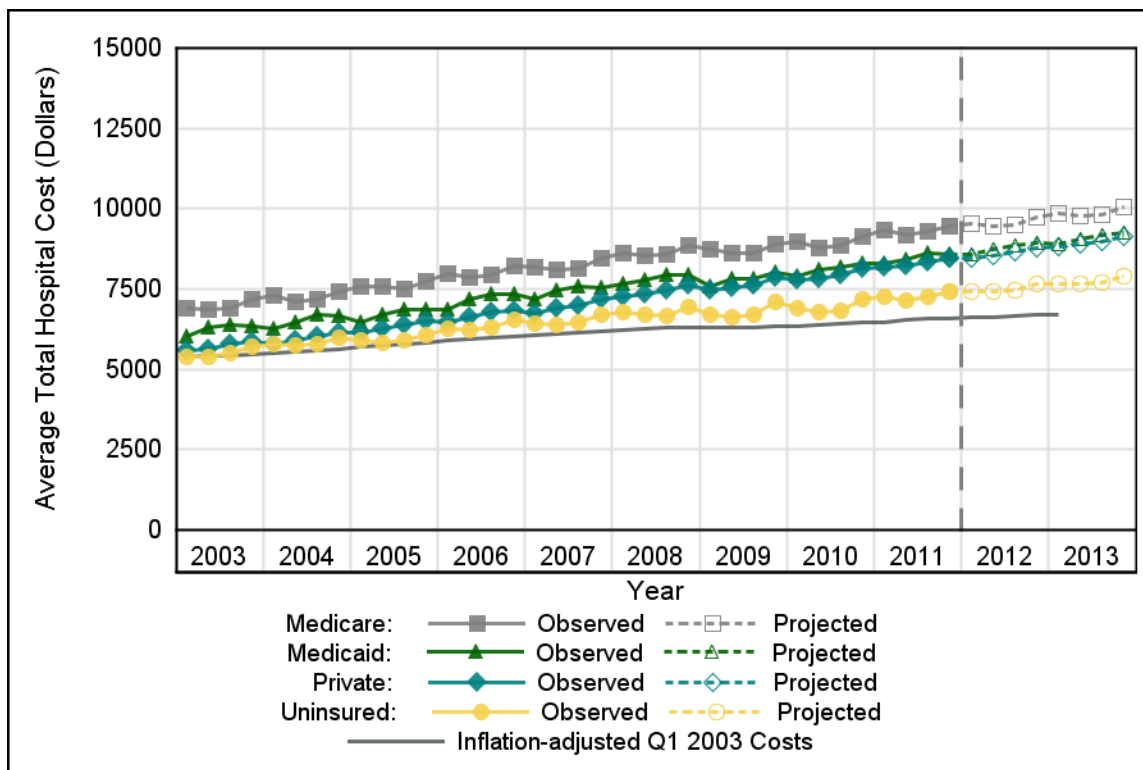 Average Total Hospital Cost (Dollars)
15000
12500
10000
7500
5000
2500
0
2003 2004 2005 2006 2007 2008 2009 2010 2011 2012 2013
Year
Medicare: Observed Projected
Medicaid: Observed Projected
Private: Observed Projected
Uninsured: Observed Projected
Inflation-adjusted Q1 2003 Costs